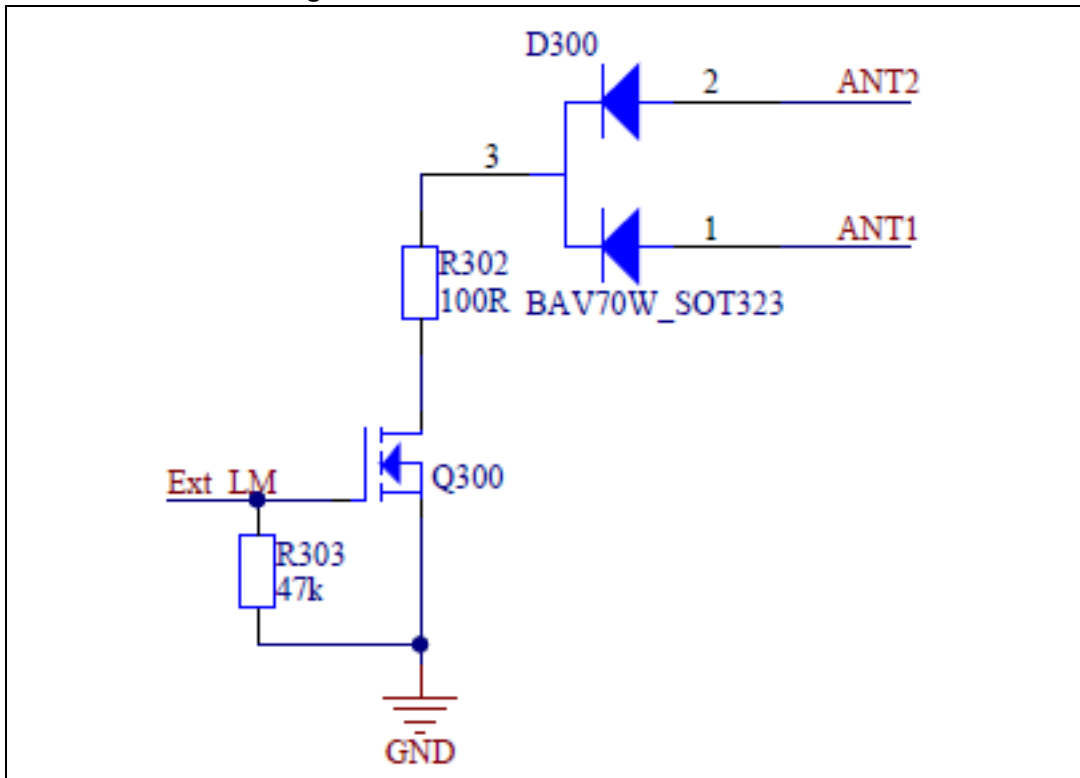 D300
2
ANT2
3
1
ANT1
R302
100R
BAV70W_SOT323
Ext_LM
Q300
R303
47k
GND